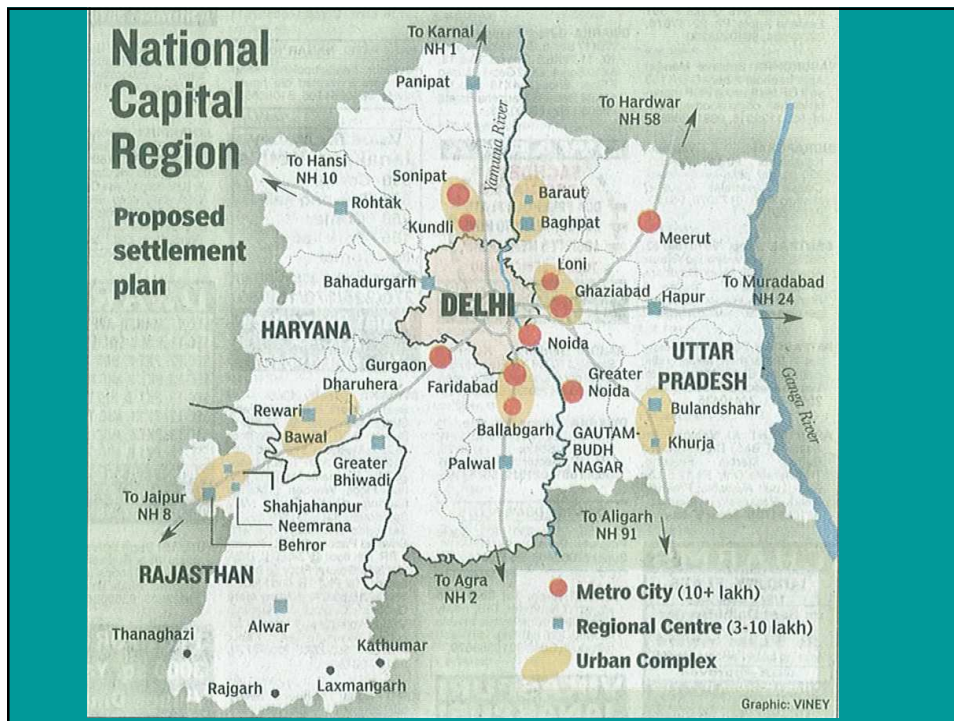 National
Capital
Region
Proposed
settlement
plan
To Karnal
NH 1
Panipat
To Hardwar
NH 58
Yamuna River
To Hansi
NH 10
Sonipat
Baraut
Rohtak
Baghpat
Kundli
Meerut
Loni
Bahadurgarh
Ghaziabad
Hapur
To Muradabad
NH 24
DELHI
HARYANA
Noida
Gurgaon
UTTAR
PRADESH
Dharuhera
Faridabad
Greater
Noida
Ganga River
Rewari
Bawal
Bulandshahr
Ballabgarh
GAUTAM-
BUDH
NAGAR
Khurja
Greater
Bhiwadi
Palwal
To Jaipur
NH 8
Shahjahanpur
Neemrana
Behror
To Aligarh
NH 91
RAJASTHAN
To Agra
NH 2
Alwar
Thanaghazi
Kathumar
Rajgarh
Laxmangarh
Metro City (10+ lakh)
Regional Centre (3-10 lakh)
Urban Complex
Graphic: VINEY